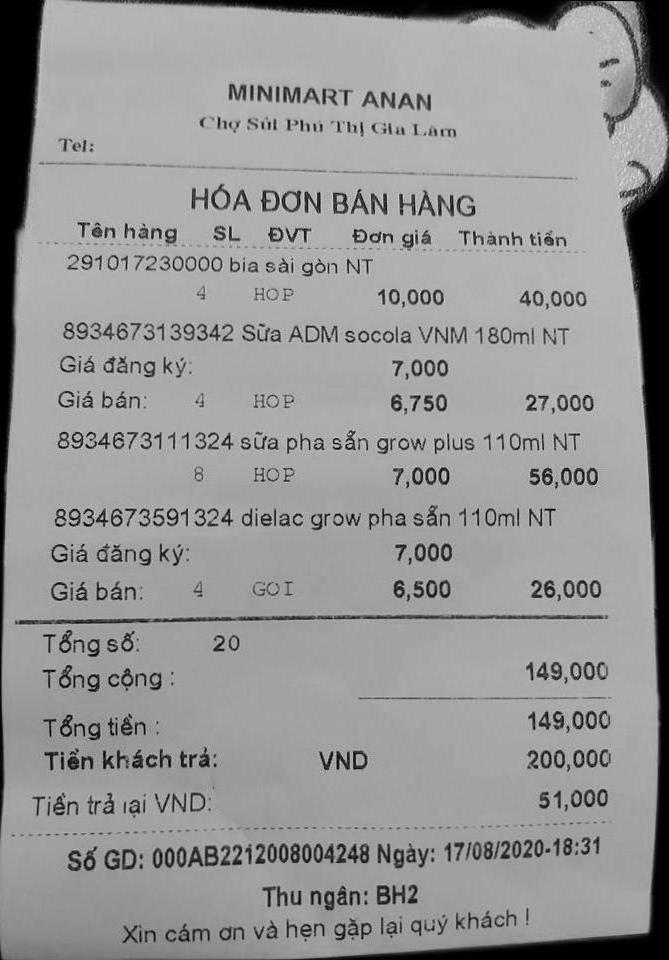 MINIMART ANAN
Chợ Sủi Phú Thị Gia Lâm
Tel:
HÓA ĐƠN BÁN HÀNG
Tên hàng SL ĐVT Đơn giá Thành tiền
291017230000 bia sài gòn NT
4 HOP 10,000 40,000
8934673139342 Sữa ADM socola VNM 180ml NT
Giá đăng ký: 7,000
Giá bán: 4 HOP 6,750 27,000
8934673111324 sữa pha sẵn grow plus 110ml NT
8 HOP 7,000 56,000
8934673591324 dielac grow pha sẵn 110ml NT
Giá đăng ký: 7,000
Giá bán: 4 GOI 6,500 26,000
Tổng số: 20
Tổng cộng : 149,000
Tổng tiền : 149,000
Tiền khách trả: VND 200,000
Tiền trả lại VND: 51,000
Số GD: 000AB2212008004248 Ngày: 17/08/2020-18:31
Thu ngân: BH2
Xin cám ơn và hẹn gặp lại quý khách !